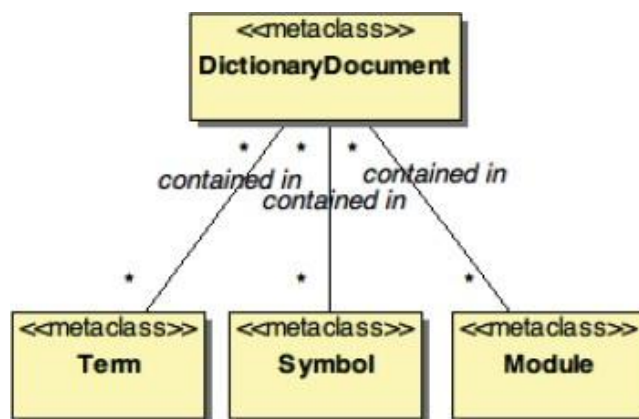 <<metaclass>>
DictionaryDocument
* * *
contained in
contained in
contained in
* * *
<<metaclass>> <<metaclass>> <<metaclass>>
Term Symbol Module